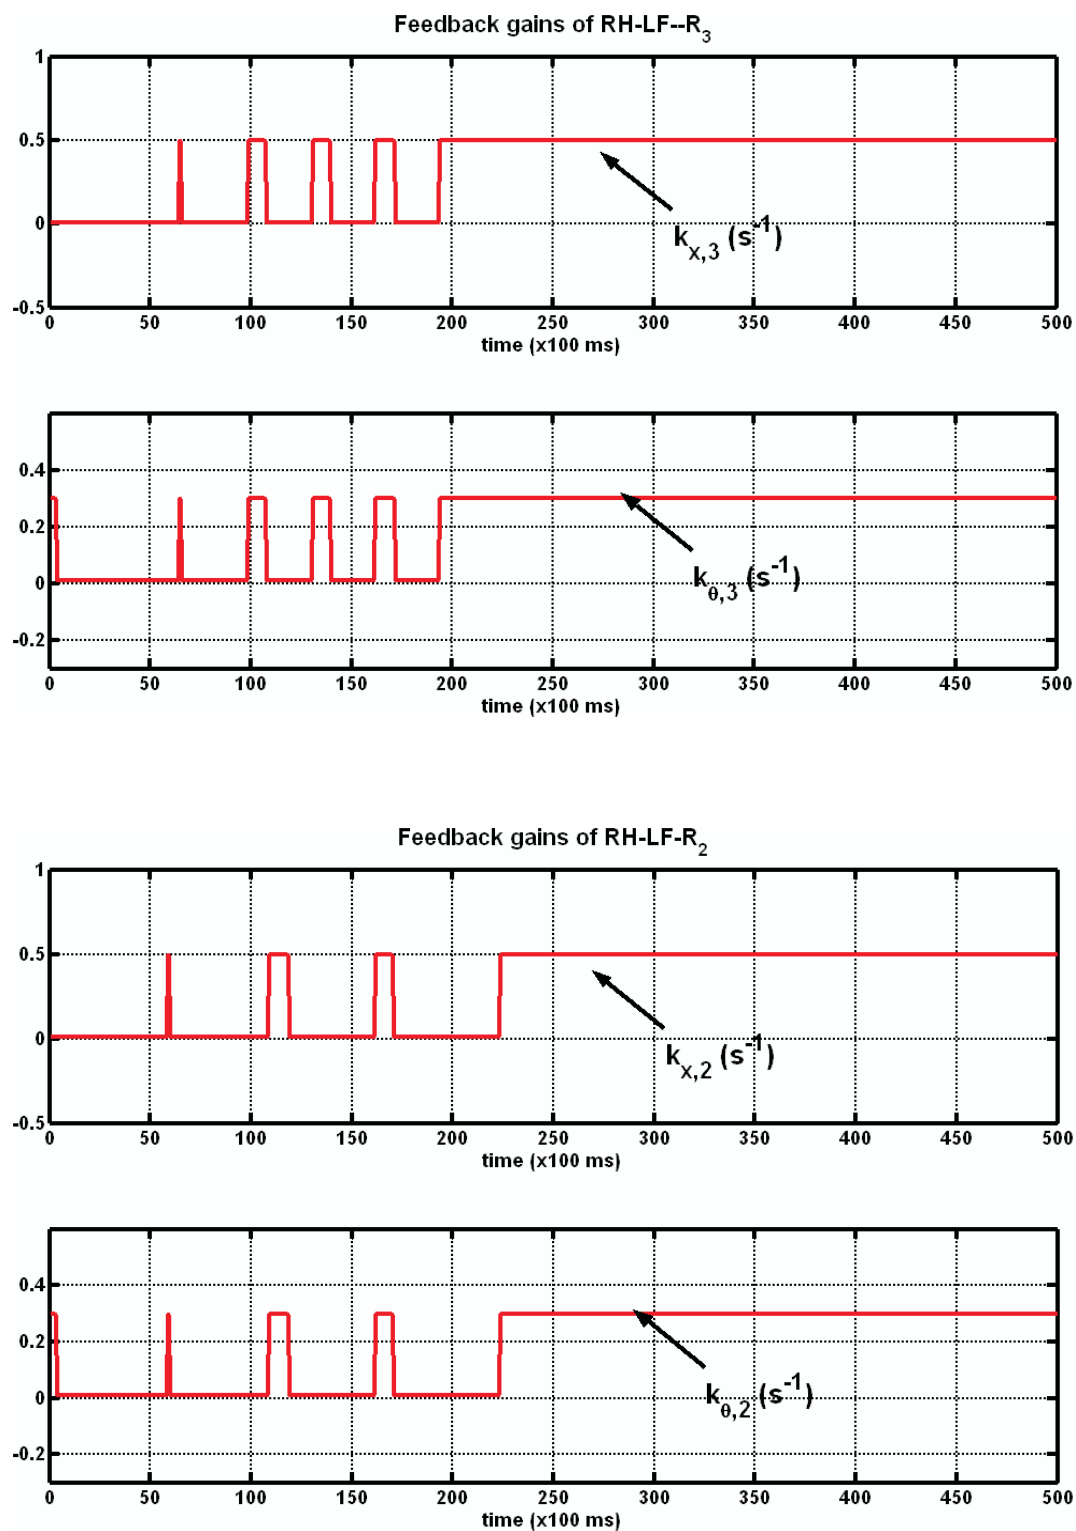 Feedback gains of RH-LF--R3
1
0.5
0
-0.5
kx,3 (s-1)
0 50 100 150 200 250 300 350 400 450 500
time (x100 ms)
0.4
0.2
0
-0.2
kθ,3 (s-1)
0 50 100 150 200 250 300 350 400 450 500
time (x100 ms)
Feedback gains of RH-LF-R2
1
0.5
0
-0.5
kx,2 (s-1)
0 50 100 150 200 250 300 350 400 450 500
time (x100 ms)
0.4
0.2
0
-0.2
kθ,2 (s-1)
0 50 100 150 200 250 300 350 400 450 500
time (x100 ms)